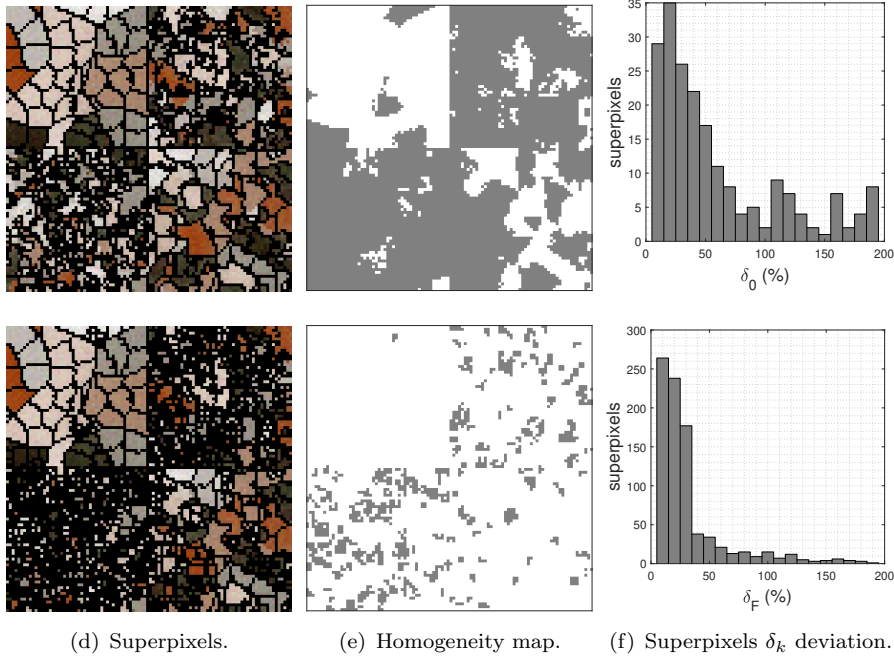 35
30
25
20
15
10
5
0
superpixels
0 50 100 150 200
δ0 (%)
300
250
200
150
100
50
0
superpixels
0 50 100 150 200
δF (%)
(d) Superpixels.
(e) Homogeneity map.
(f) Superpixels δk deviation.